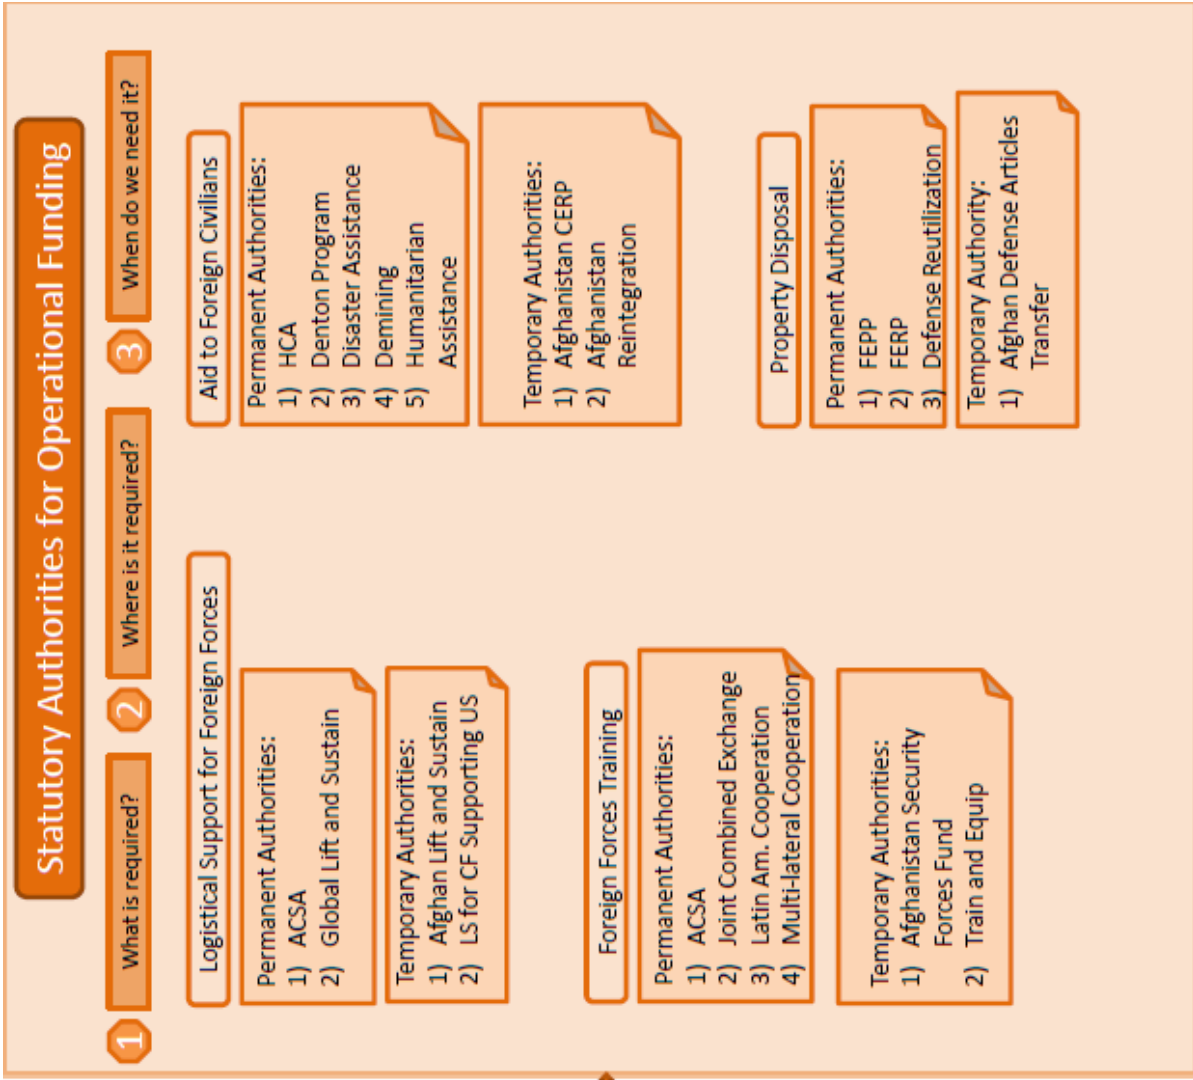 Statutory Authorities for Operational Funding
1 What is required? 2 Where is it required? 3 When do we need it?
Logistical Support for Foreign Forces
Permanent Authorities:
1) ACSA
2) Global Lift and Sustain
Temporary Authorities:
1) Afghan Lift and Sustain
2) LS for CF Supporting US
Foreign Forces Training
Permanent Authorities:
1) ACSA
2) Joint Combined Exchange
3) Latin Am. Cooperation
4) Multi-lateral Cooperation
Temporary Authorities:
1) Afghanistan Security
Forces Fund
2) Train and Equip
Aid to Foreign Civilians
Permanent Authorities:
1) HCA
2) Denton Program
3) Disaster Assistance
4) Demining
5) Humanitarian
Assistance
Temporary Authorities:
1) Afghanistan CERP
2) Afghanistan
Reintegration
Property Disposal
Permanent Authorities:
1) FEPP
2) FERP
3) Defense Reutilization
Temporary Authority:
1) Afghan Defense Articles
Transfer